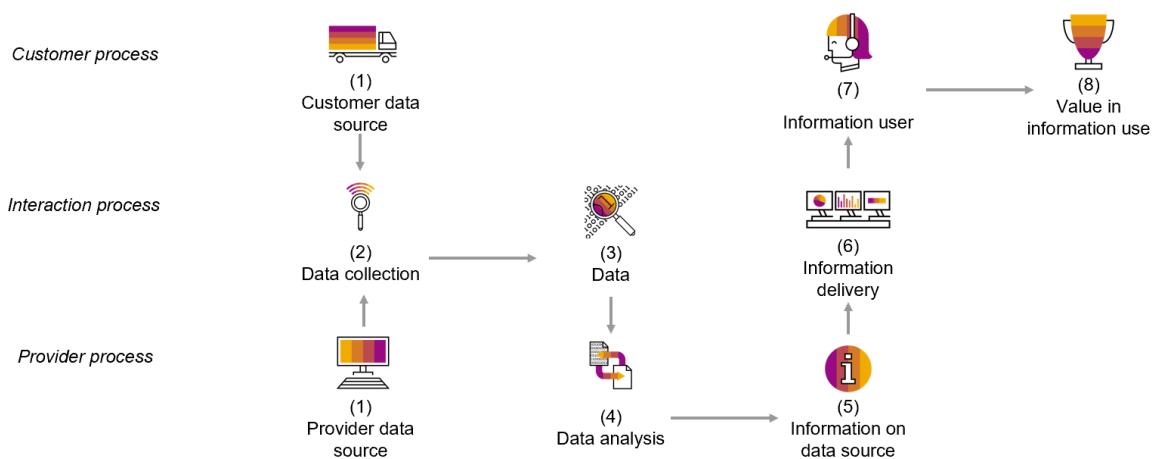 Customer process
(1)
Customer data
source
(7)
Information user
(8)
Value in
information use
Interaction process
(2)
Data collection
(3)
Data
(6)
Information
delivery
Provider process
(1)
Provider data
source
(4)
Data analysis
(5)
Information on
data source